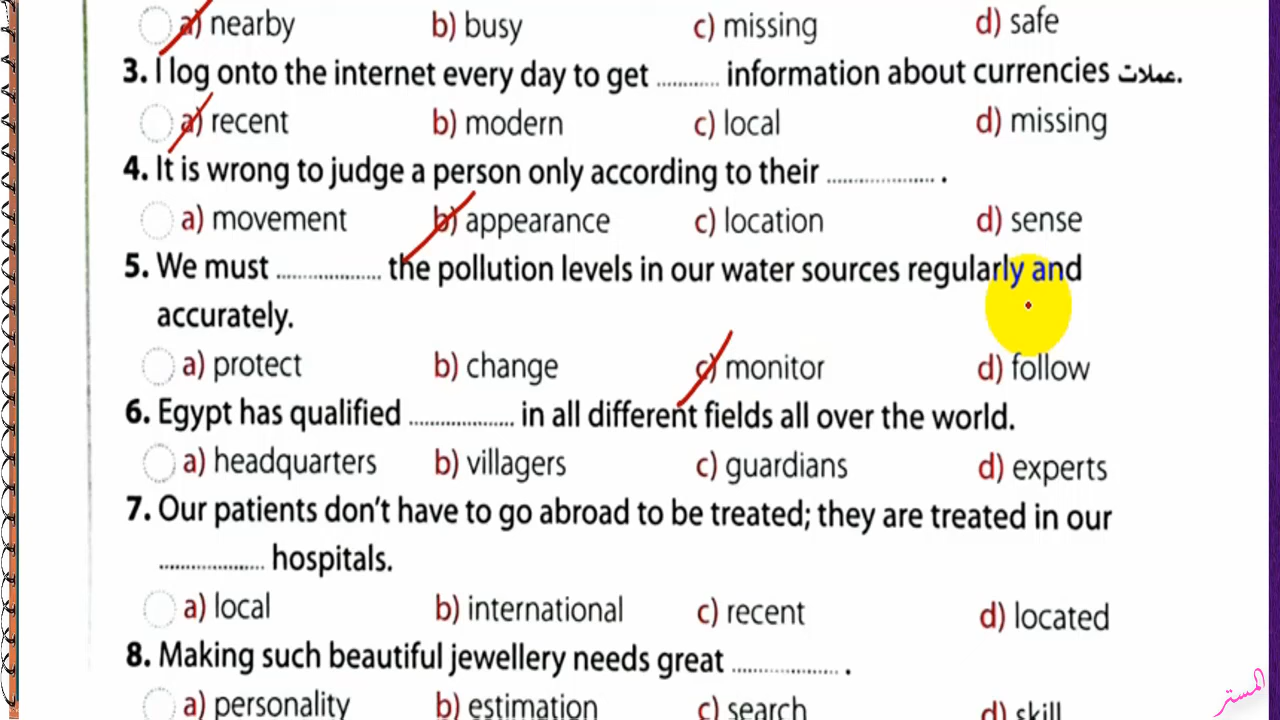 a) nearby b) busy c) missing d) safe
3. I log onto the internet every day to get ............ information about currencies عملات.
a) recent b) modern c) local d) missing
4. It is wrong to judge a person only according to their .................... .
a) movement b) appearance c) location d) sense
5. We must .................... the pollution levels in our water sources regularly and
accurately.
a) protect b) change c) monitor d) follow
6. Egypt has qualified .................... in all different fields all over the world.
a) headquarters b) villagers c) guardians d) experts
7. Our patients don't have to go abroad to be treated; they are treated in our
.................... hospitals.
a) local b) international c) recent d) located
8. Making such beautiful jewellery needs great .................... .
a) personality b) estimation c) search d) skill
المستر